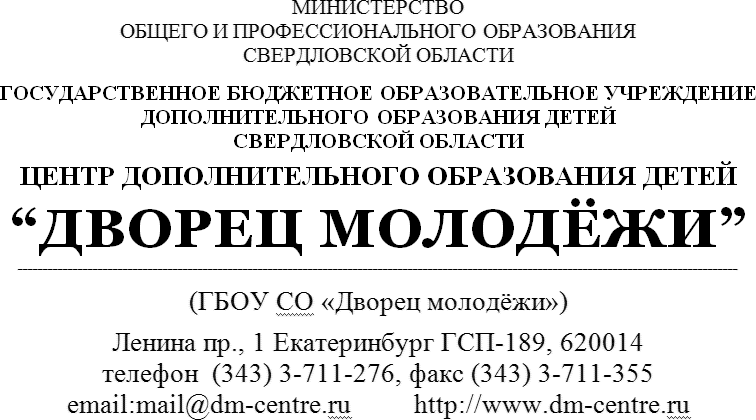 МИНИСТЕРСТВО
ОБЩЕГО И ПРОФЕССИОНАЛЬНОГО ОБРАЗОВАНИЯ
СВЕРДЛОВСКОЙ ОБЛАСТИ
ГОСУДАРСТВЕННОЕ БЮДЖЕТНОЕ ОБРАЗОВАТЕЛЬНОЕ УЧРЕЖДЕНИЕ
ДОПОЛНИТЕЛЬНОГО ОБРАЗОВАНИЯ ДЕТЕЙ
СВЕРДЛОВСКОЙ ОБЛАСТИ
ЦЕНТР ДОПОЛНИТЕЛЬНОГО ОБРАЗОВАНИЯ ДЕТЕЙ
“ДВОРЕЦ МОЛОДЁЖИ”
(ГБОУ СО «Дворец молодёжи»)
Ленина пр., 1 Екатеринбург ГСП-189, 620014
телефон (343) 3-711-276, факс (343) 3-711-355
email:mail@dm-centre.ru http://www.dm-centre.ru